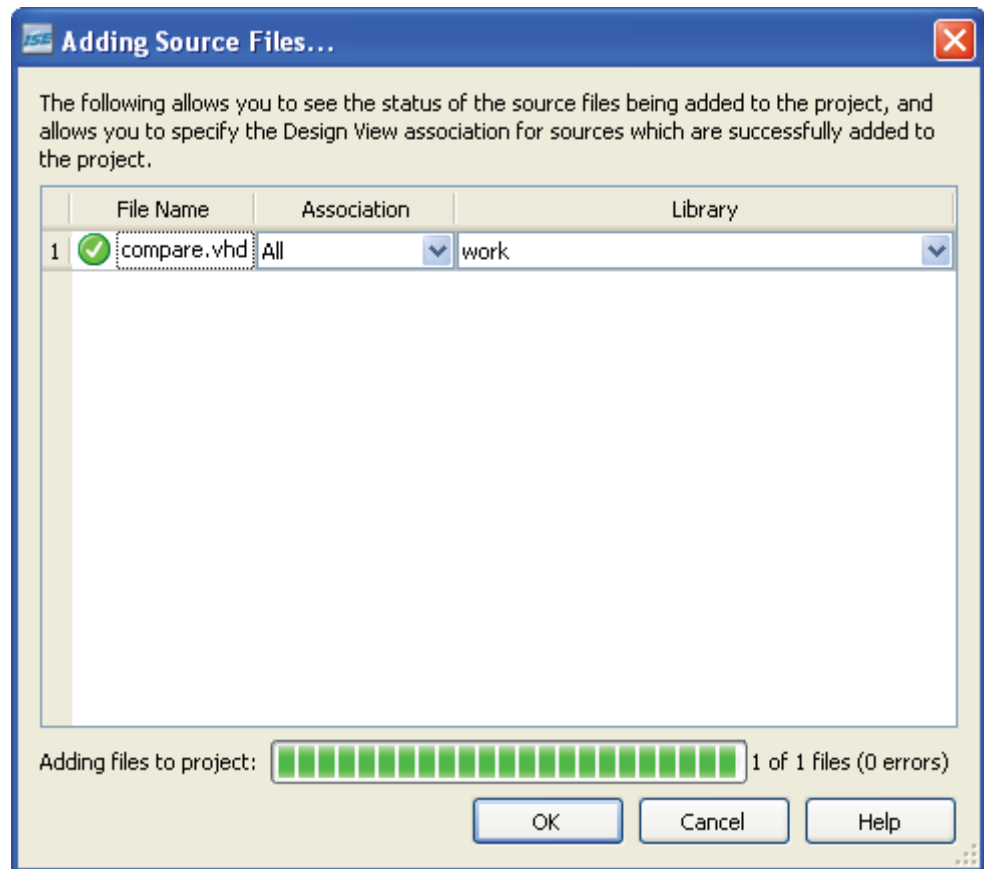 ISE Adding Source Files...
The following allows you to see the status of the source files being added to the project, and
allows you to specify the Design View association for sources which are successfully added to
the project.
File Name Association Library
1 compare.vhd All work
Adding files to project: 1 of 1 files (0 errors)
OK Cancel Help